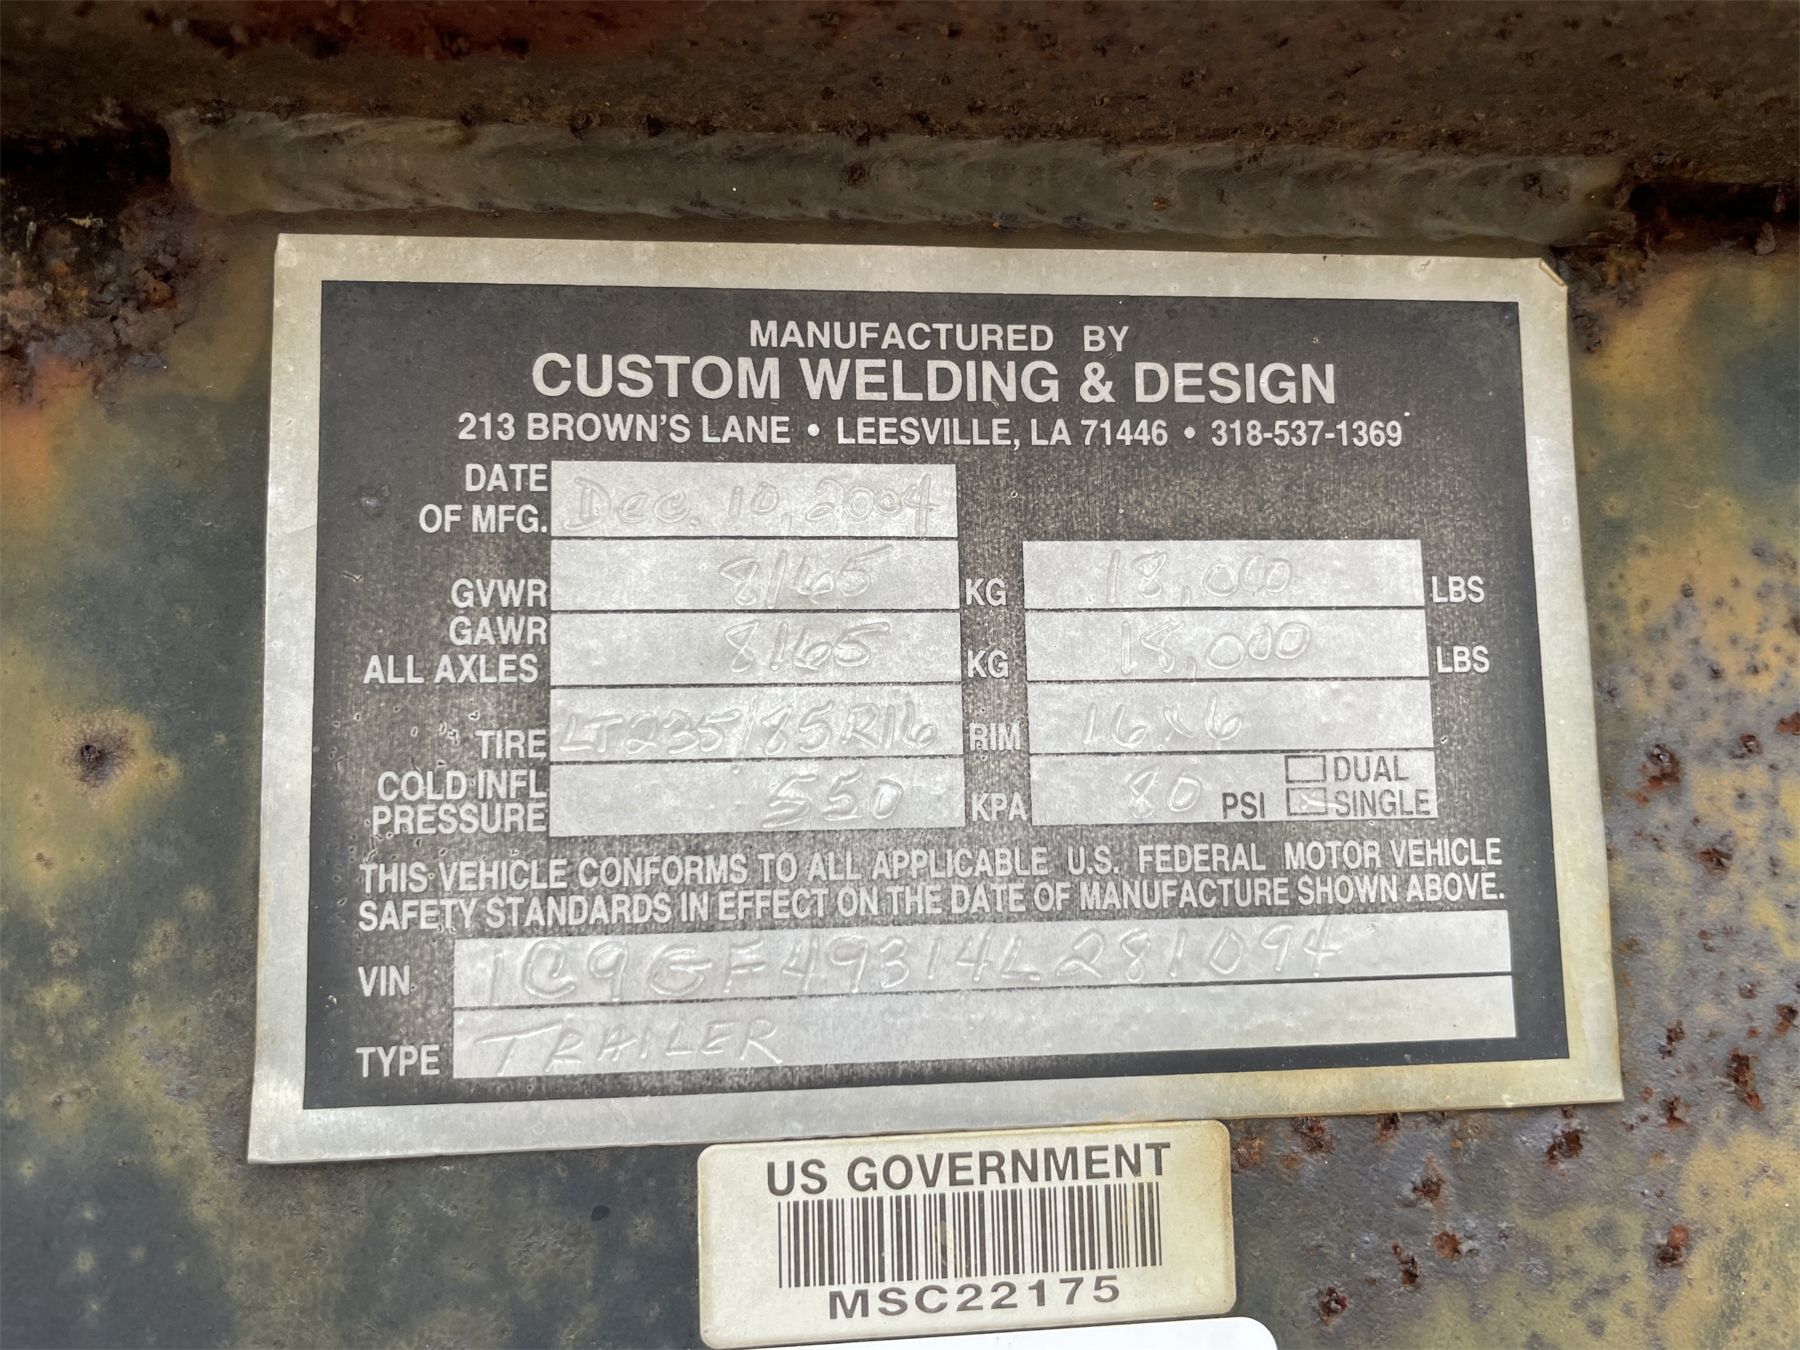 MANUFACTURED BY
CUSTOM WELDING & DESIGN
213 BROWN'S LANE • LEESVILLE, LA 71446 • 318-537-1369
DATE OF MFG. Dec. 10, 2004
GVWR 8165 KG 18,000 LBS
GAWR ALL AXLES 8165 KG 18,000 LBS
TIRE LT235/85R16 RIM 16x6
COLD INFL PRESSURE 550 KPA 80 PSI DUAL SINGLE
THIS VEHICLE CONFORMS TO ALL APPLICABLE U.S. FEDERAL MOTOR VEHICLE
SAFETY STANDARDS IN EFFECT ON THE DATE OF MANUFACTURE SHOWN ABOVE.
VIN 1C9GF49314L281094
TYPE TRAILER
US GOVERNMENT
MSC22175